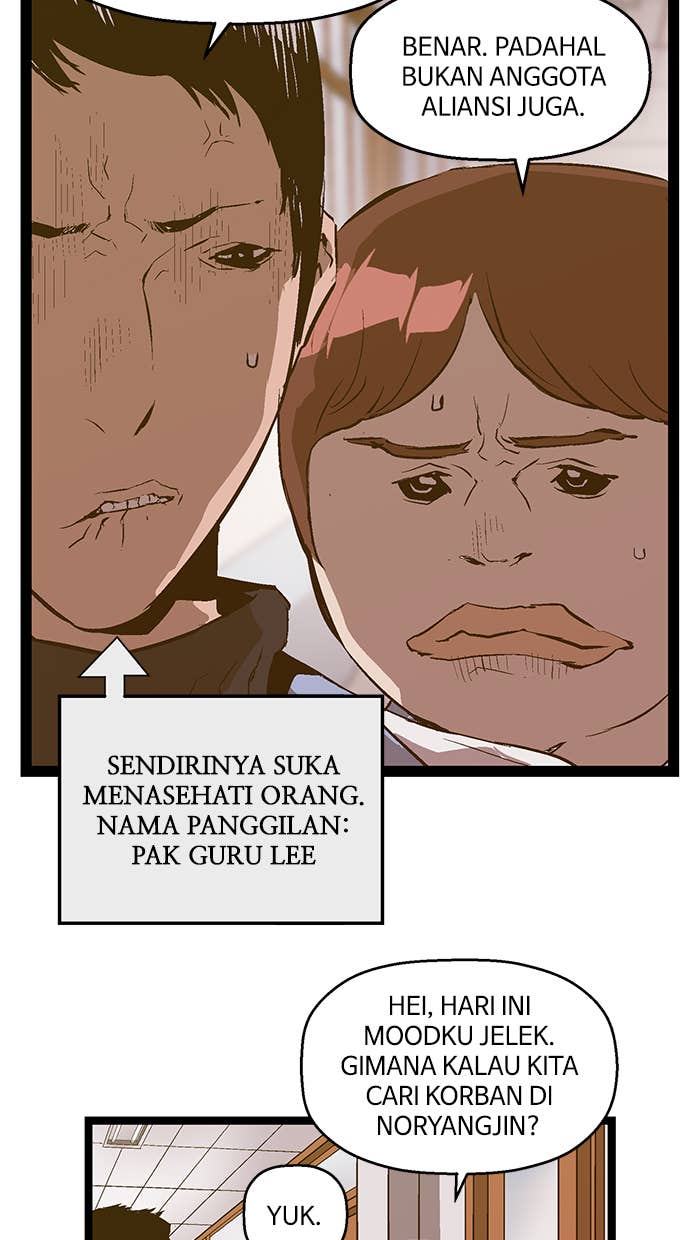 BENAR. PADAHAL
BUKAN ANGGOTA
ALIANSI JUGA.
SENDIRINYA SUKA
MENASEHATI ORANG.
NAMA PANGGILAN:
PAK GURU LEE
HEI, HARI INI
MOODKU JELEK.
GIMANA KALAU KITA
CARI KORBAN DI
NORYANGJIN?
YUK.